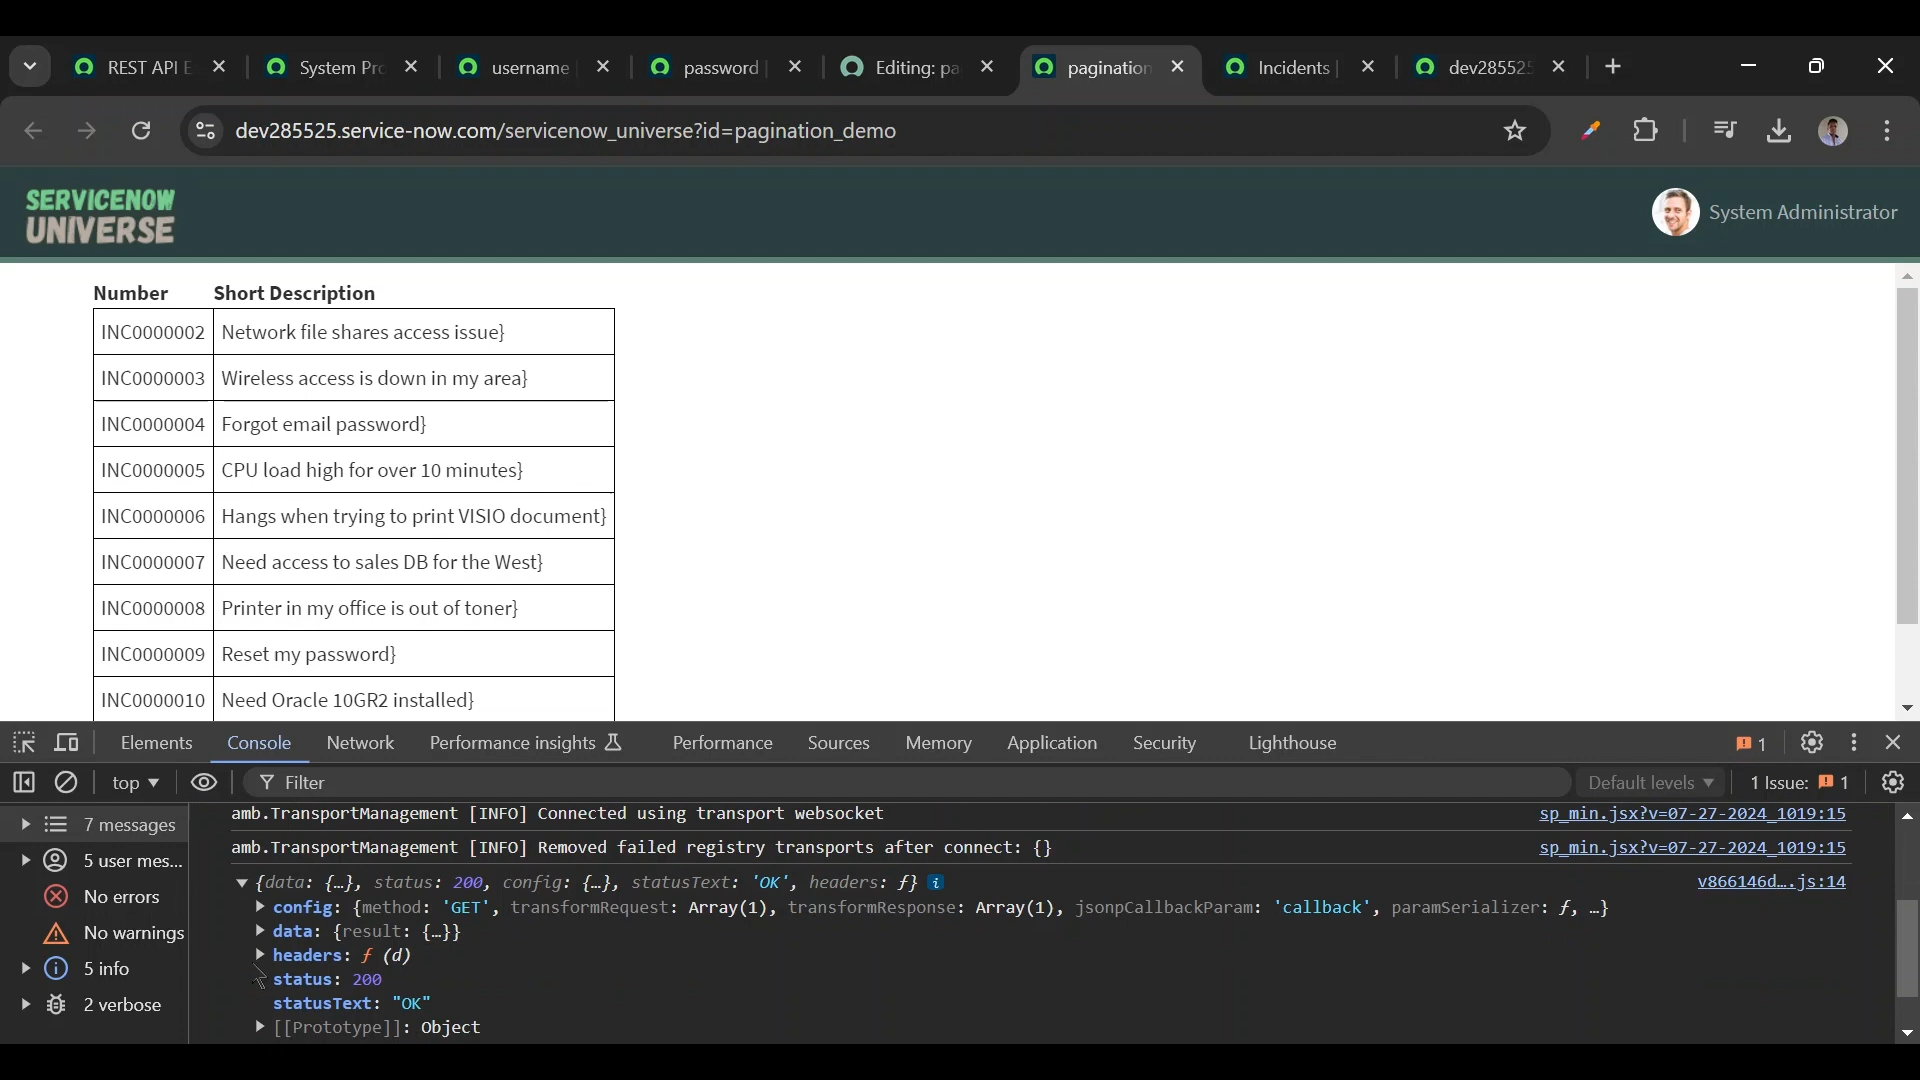 REST API E
System Pro
username
password
Editing: pa
pagination
Incidents
dev285525
dev285525.service-now.com/servicenow_universe?id=pagination_demo
SERVICENOW
UNIVERSE
System Administrator
Number Short Description
INC0000002 Network file shares access issue}
INC0000003 Wireless access is down in my area}
INC0000004 Forgot email password}
INC0000005 CPU load high for over 10 minutes}
INC0000006 Hangs when trying to print VISIO document}
INC0000007 Need access to sales DB for the West}
INC0000008 Printer in my office is out of toner}
INC0000009 Reset my password}
INC0000010 Need Oracle 10GR2 installed}
Elements Console Network Performance insights Performance Sources Memory Application Security Lighthouse 1
top Filter Default levels 1 Issue: 1
7 messages
5 user mes...
No errors
No warnings
5 info
2 verbose
amb.TransportManagement [INFO] Connected using transport websocket sp_min.jsx?v=07-27-2024_1019:15
amb.TransportManagement [INFO] Removed failed registry transports after connect: {} sp_min.jsx?v=07-27-2024_1019:15
{data: {…}, status: 200, config: {…}, statusText: 'OK', headers: ƒ} v866146d….js:14
config: {method: 'GET', transformRequest: Array(1), transformResponse: Array(1), jsonpCallbackParam: 'callback', paramSerializer: ƒ, …}
data: {result: {…}}
headers: ƒ (d)
status: 200
statusText: "OK"
[[Prototype]]: Object